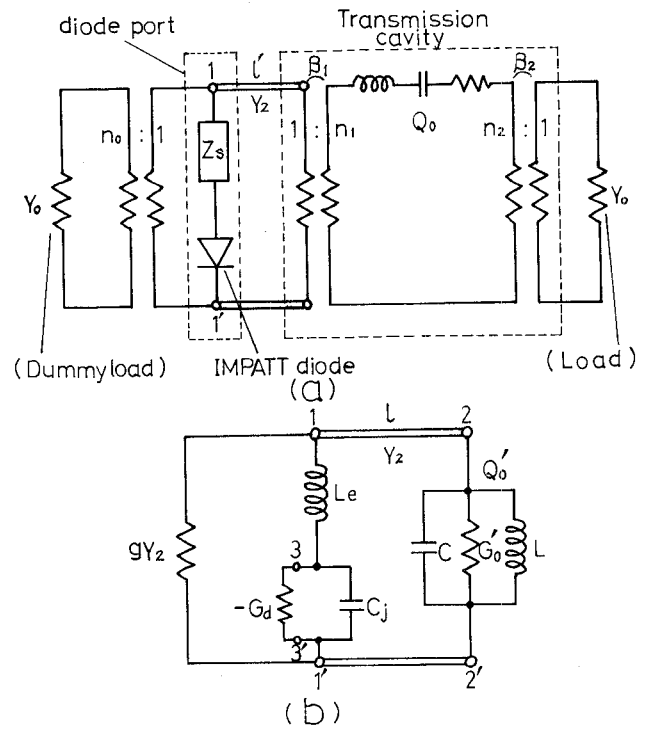 diode port
Transmission
cavity
1 l′ β₁ β₂
Y₂
n₀ : 1 Zs 1 : n₁ Q₀ n₂ : 1
Y₀ Y₀
1′
(Dummyload) IMPATT diode (Load)
(a)
1 l 2
Y₂
Le Q₀′
gY₂ 3 C G₀′ L
-Gd Cj
3′
1′ 2′
(b)